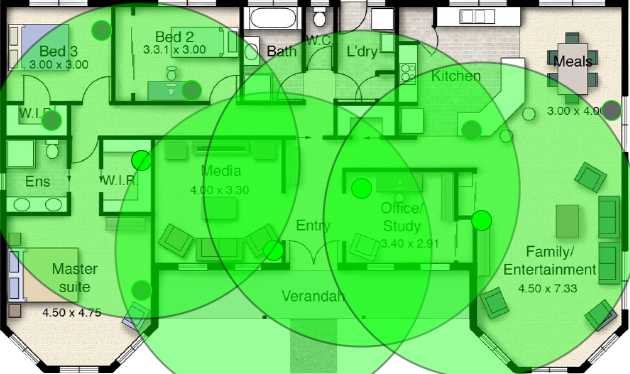 Bed 3
3.00 x 3.00
Bed 2
3.3.1 x 3.00
Bath
W.C
L'dry
Kitchen
Meals
3.00 x 4.00
W.I.
Ens
W.I.R.
Media
4.00 x 3.30
Entry
Office/
Study
3.40 x 2.91
Master
suite
4.50 x 4.75
Verandah
Family/
Entertainment
4.50 x 7.33